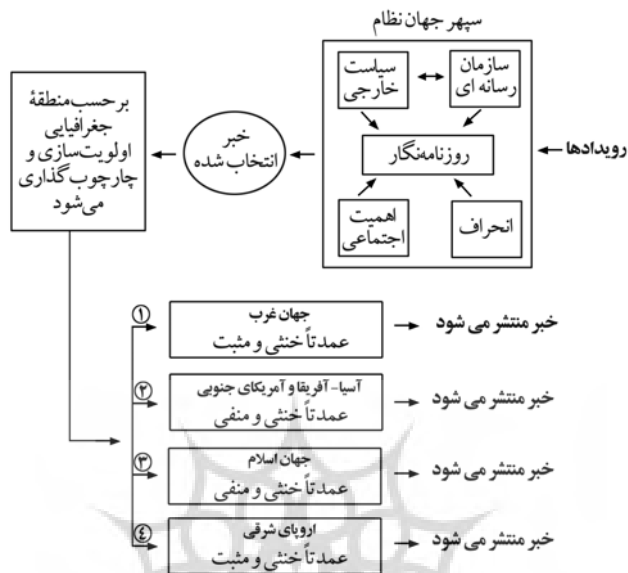 سپهر جهان نظام
رویدادها
سازمان
رسانه ای
سیاست
خارجی
روزنامه‌نگار
انحراف
اهمیت
اجتماعی
خبر
انتخاب شده
برحسب‌منطقۀ
جغرافیایی
اولویت‌سازی و
چارچوب‌گذاری
می‌شود
①
جهان غرب
عمدتاً خنثی و مثبت
خبر منتشر می شود
②
آسیا-آفریقا و آمریکای جنوبی
عمدتاً خنثی و منفی
خبر منتشر می شود
③
جهان اسلام
عمدتاً خنثی و منفی
خبر منتشر می شود
④
اروپای شرقی
عمدتاً خنثی و مثبت
خبر منتشر می شود